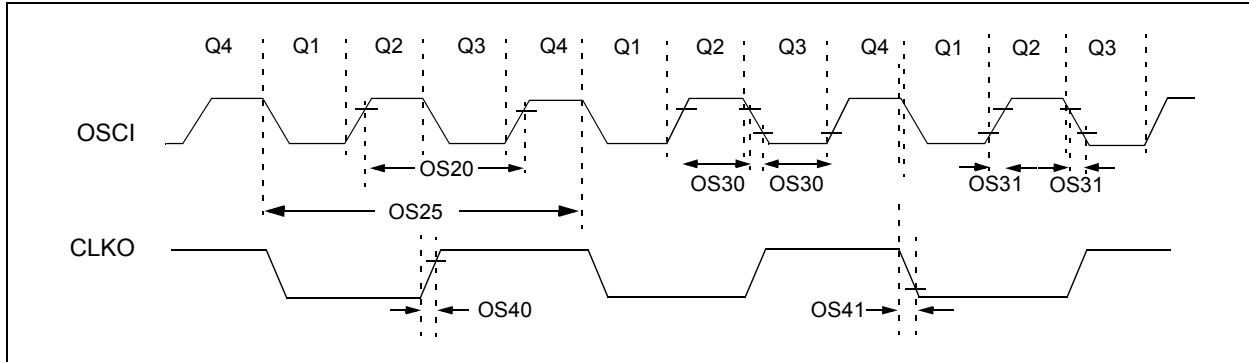 Q4 Q1 Q2 Q3 Q4 Q1 Q2 Q3 Q4 Q1 Q2 Q3
OSCI
OS20
OS30 OS30
OS31 OS31
OS25
CLKO
OS40
OS41